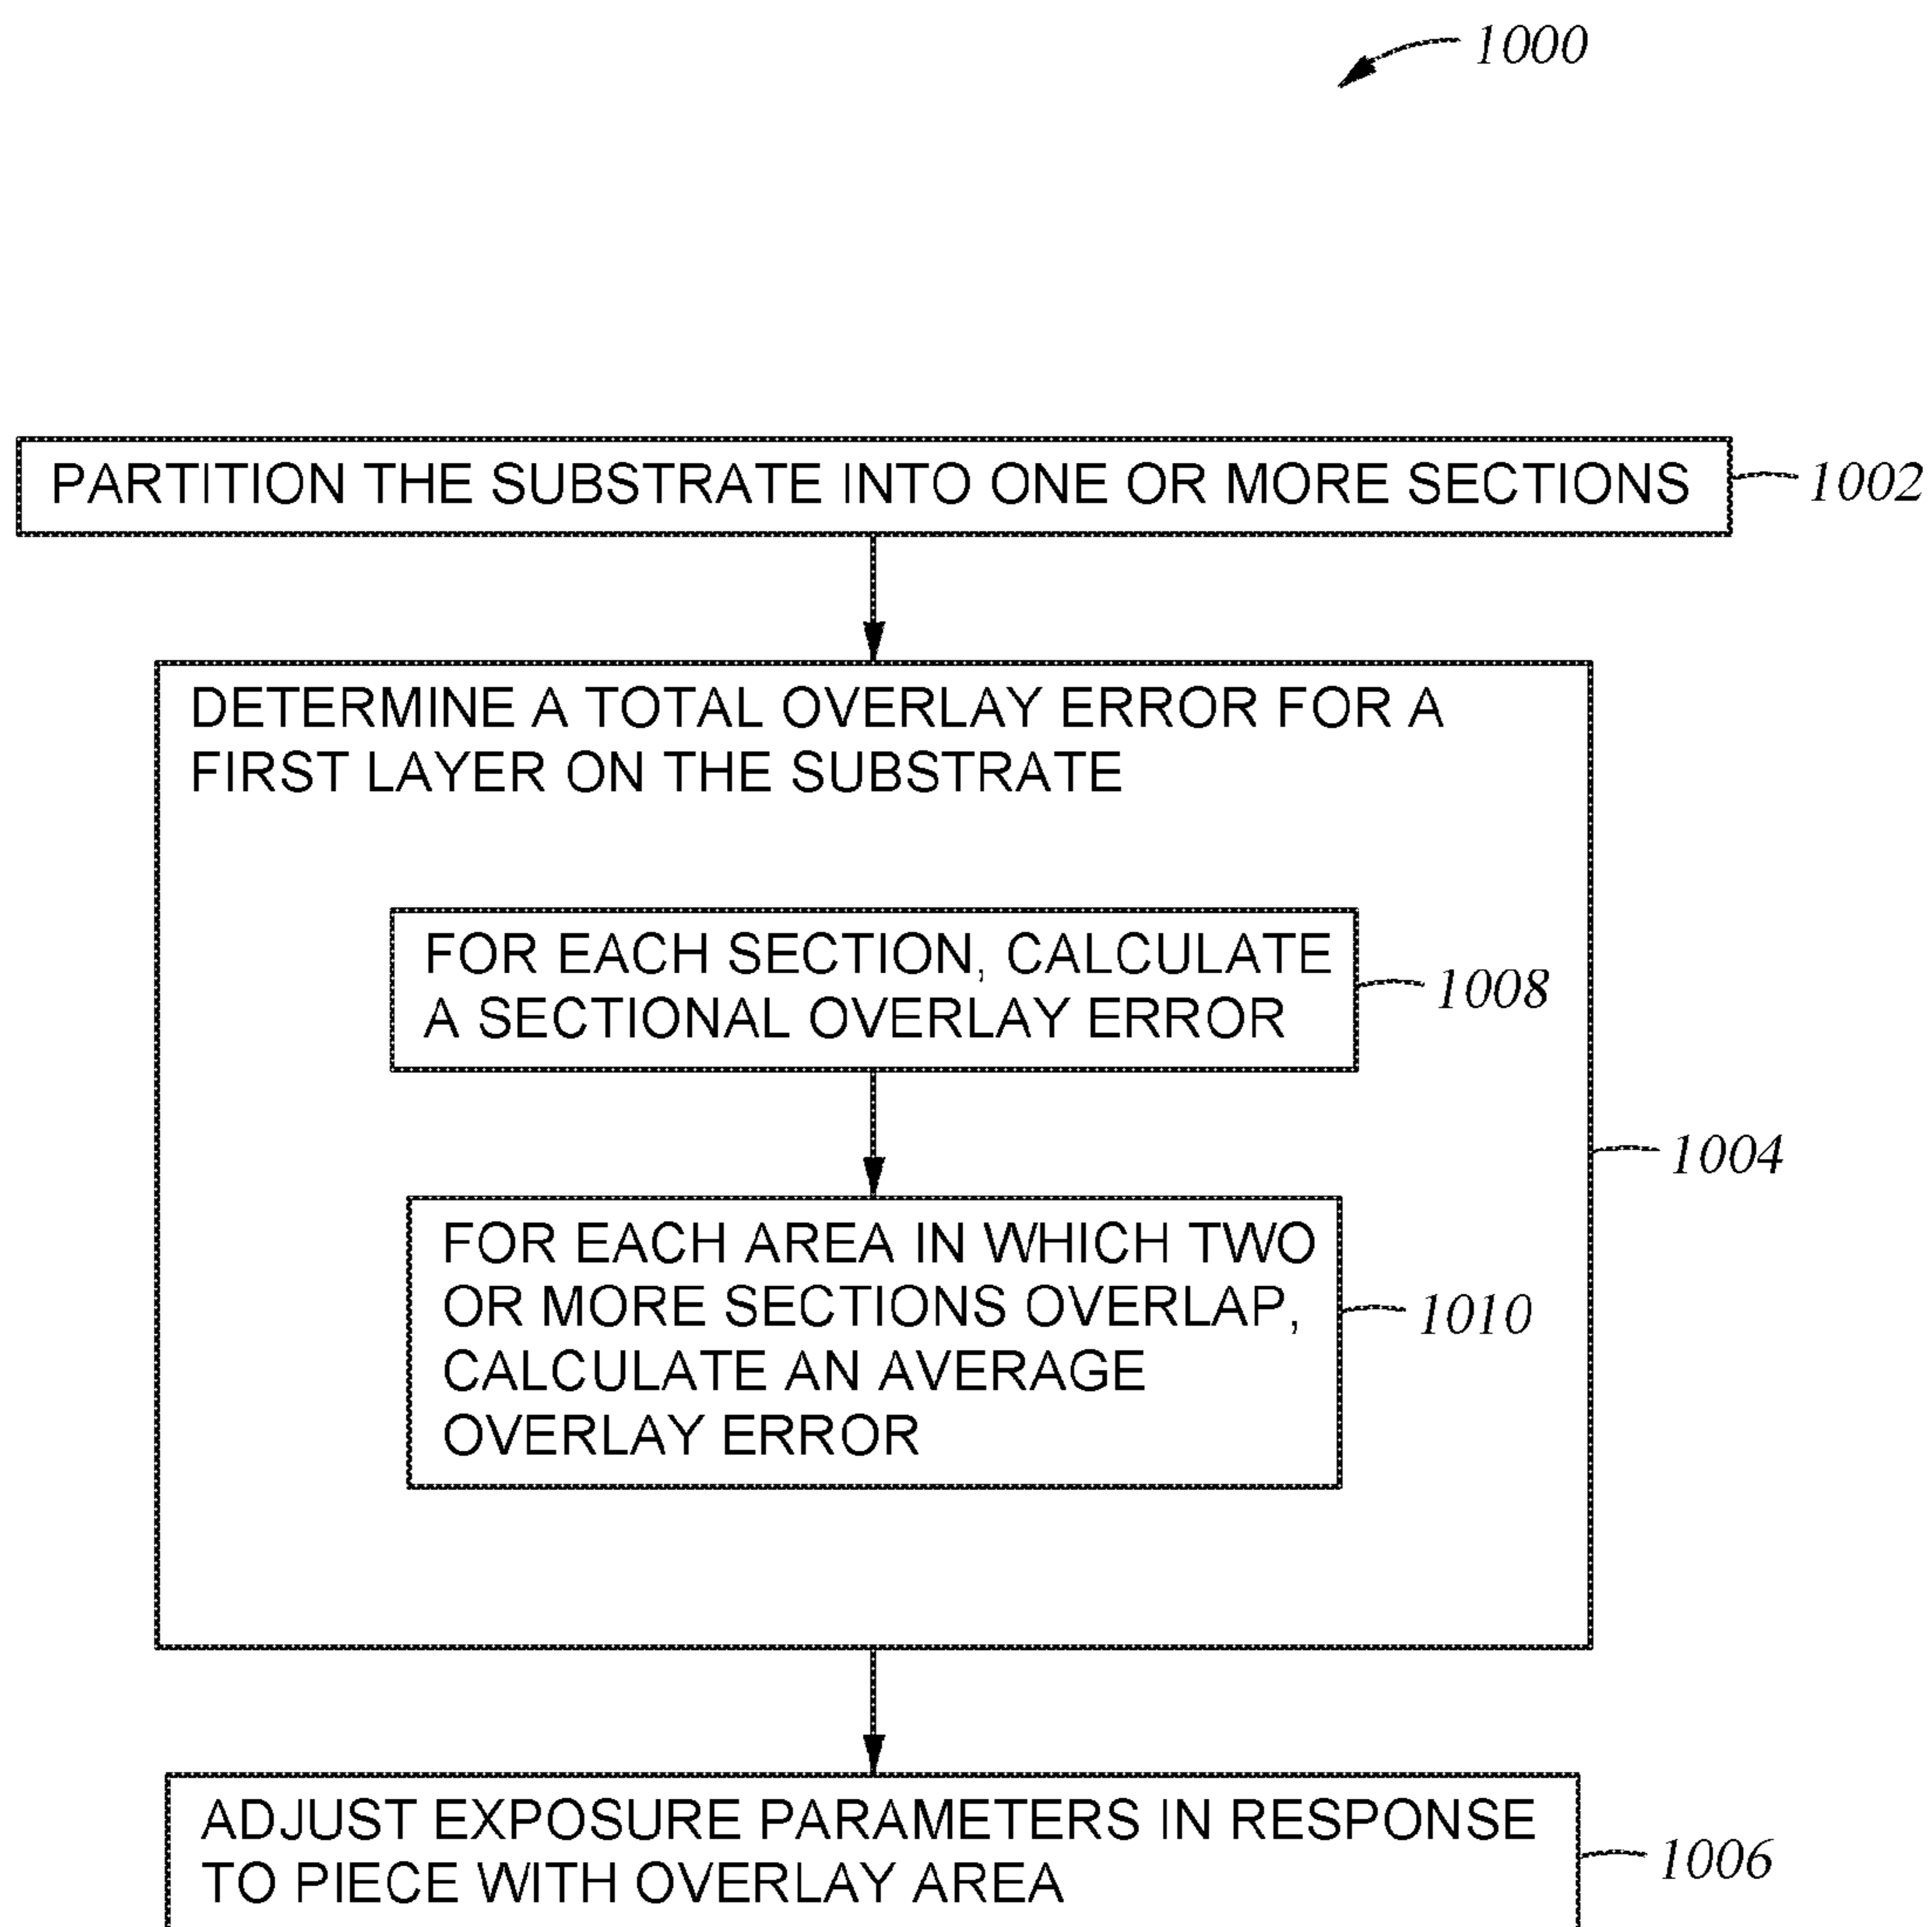 1000
PARTITION THE SUBSTRATE INTO ONE OR MORE SECTIONS
1002
DETERMINE A TOTAL OVERLAY ERROR FOR A
FIRST LAYER ON THE SUBSTRATE
FOR EACH SECTION, CALCULATE
A SECTIONAL OVERLAY ERROR
1008
1004
FOR EACH AREA IN WHICH TWO
OR MORE SECTIONS OVERLAP,
CALCULATE AN AVERAGE
OVERLAY ERROR
1010
ADJUST EXPOSURE PARAMETERS IN RESPONSE
TO PIECE WITH OVERLAY AREA
1006